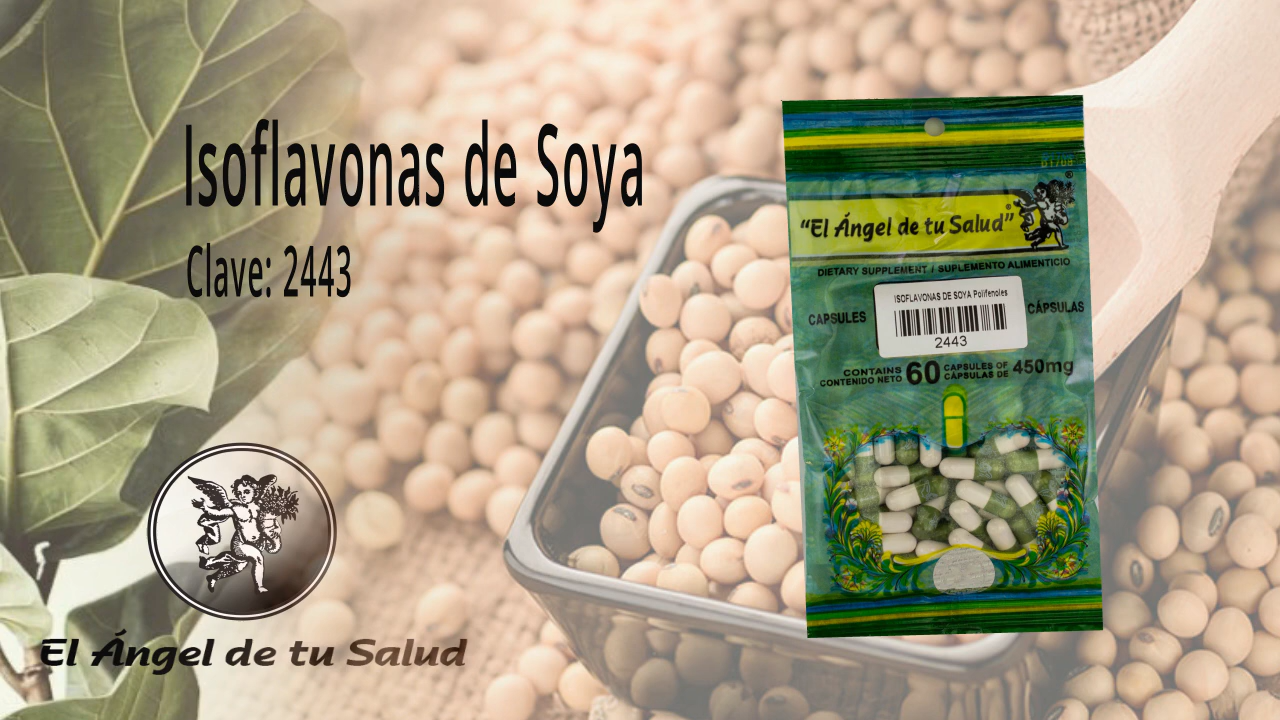 Isoflavonas de Soya
Clave: 2443
El Ángel de tu Salud
"El Ángel de tu Salud"®
®
DIETARY SUPPLEMENT / SUPLEMENTO ALIMENTICIO
ISOFLAVONAS DE SOYA Polifenoles
2443
CAPSULES
CÁPSULAS
CONTAINS
CONTENIDO NETO
60
CAPSULES OF
CÁPSULAS DE
450mg